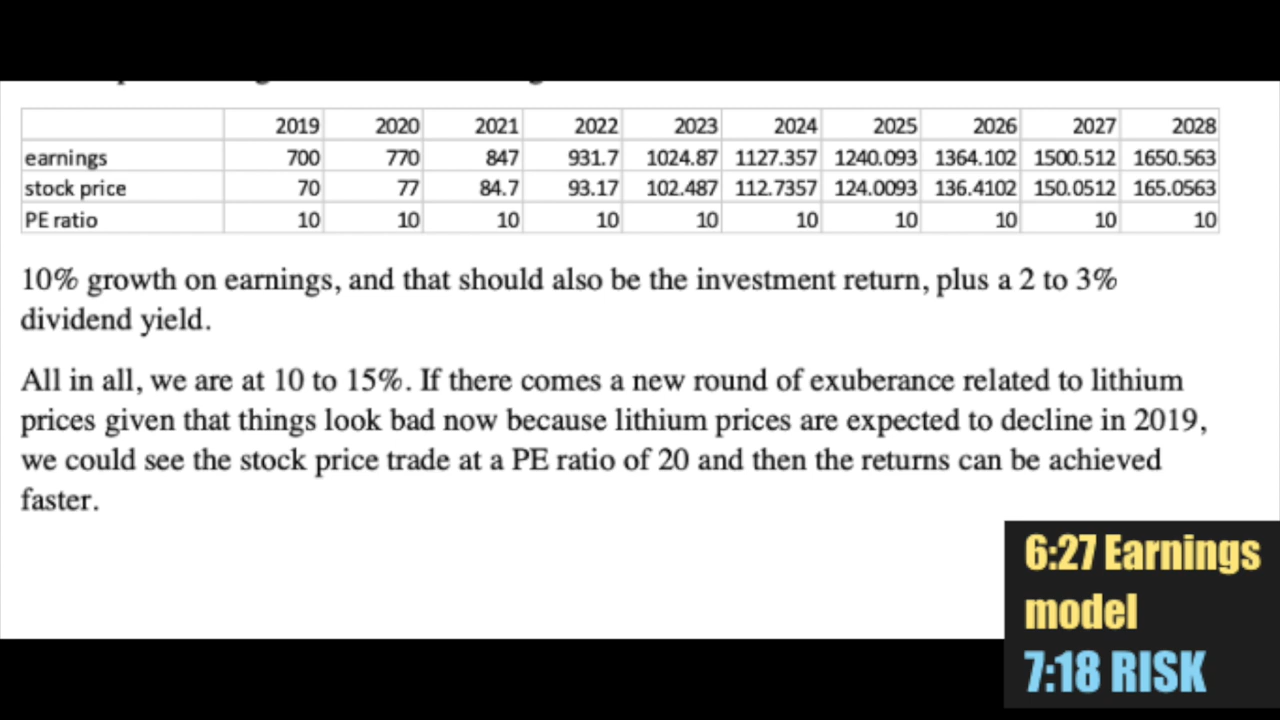 2019 2020 2021 2022 2023 2024 2025 2026 2027 2028
earnings 700 770 847 931.7 1024.87 1127.357 1240.093 1364.102 1500.512 1650.563
stock price 70 77 84.7 93.17 102.487 112.7357 124.0093 136.4102 150.0512 165.0563
PE ratio 10 10 10 10 10 10 10 10 10 10
10% growth on earnings, and that should also be the investment return, plus a 2 to 3%
dividend yield.
All in all, we are at 10 to 15%. If there comes a new round of exuberance related to lithium
prices given that things look bad now because lithium prices are expected to decline in 2019,
we could see the stock price trade at a PE ratio of 20 and then the returns can be achieved
faster.
6:27 Earnings
model
7:18 RISK